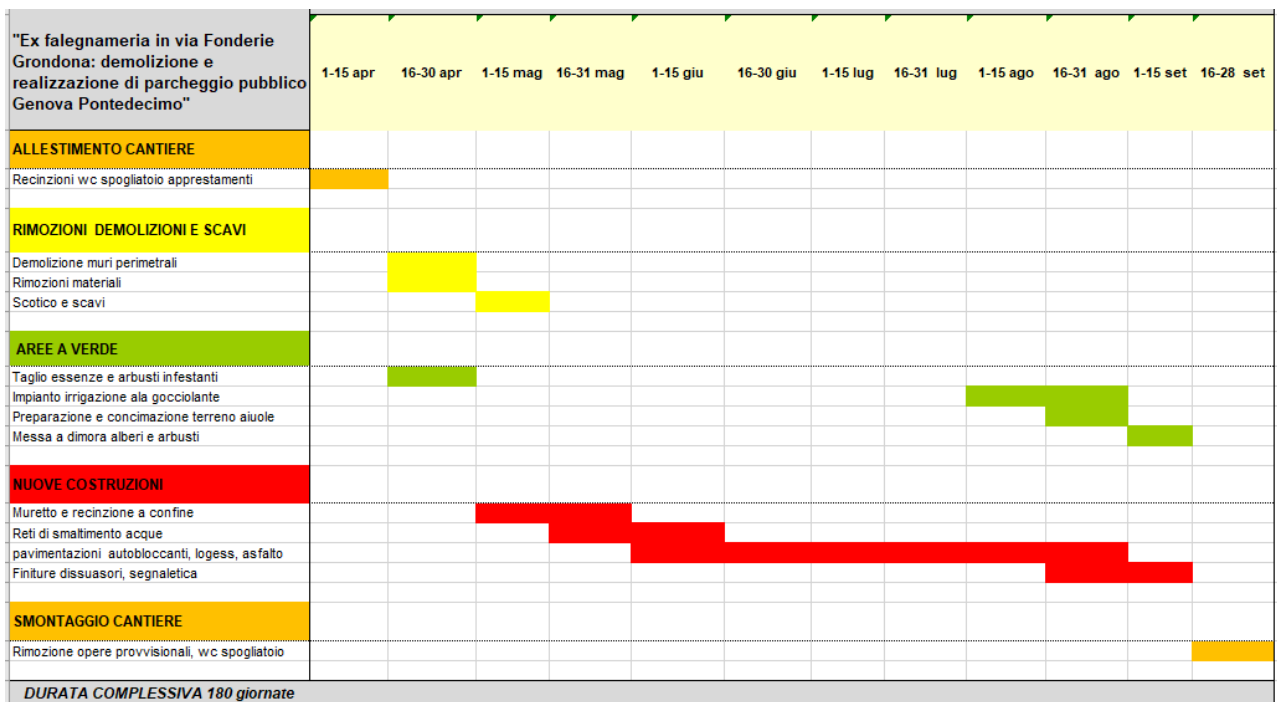 "Ex falegnameria in via Fonderie
Grondona: demolizione e
realizzazione di parcheggio pubblico
Genova Pontedecimo"
1-15 apr 16-30 apr 1-15 mag 16-31 mag 1-15 giu 16-30 giu 1-15 lug 16-31 lug 1-15 ago 16-31 ago 1-15 set 16-28 set
ALLESTIMENTO CANTIERE
Recinzioni wc spogliatoio apprestamenti
RIMOZIONI DEMOLIZIONI E SCAVI
Demolizione muri perimetrali
Rimozioni materiali
Scotico e scavi
AREE A VERDE
Taglio essenze e arbusti infestanti
Impianto irrigazione ala gocciolante
Preparazione e concimazione terreno aiuole
Messa a dimora alberi e arbusti
NUOVE COSTRUZIONI
Muretto e recinzione a confine
Reti di smaltimento acque
pavimentazioni autobloccanti, logess, asfalto
Finiture dissuasori, segnaletica
SMONTAGGIO CANTIERE
Rimozione opere provvisionali, wc spogliatoio
DURATA COMPLESSIVA 180 giornate